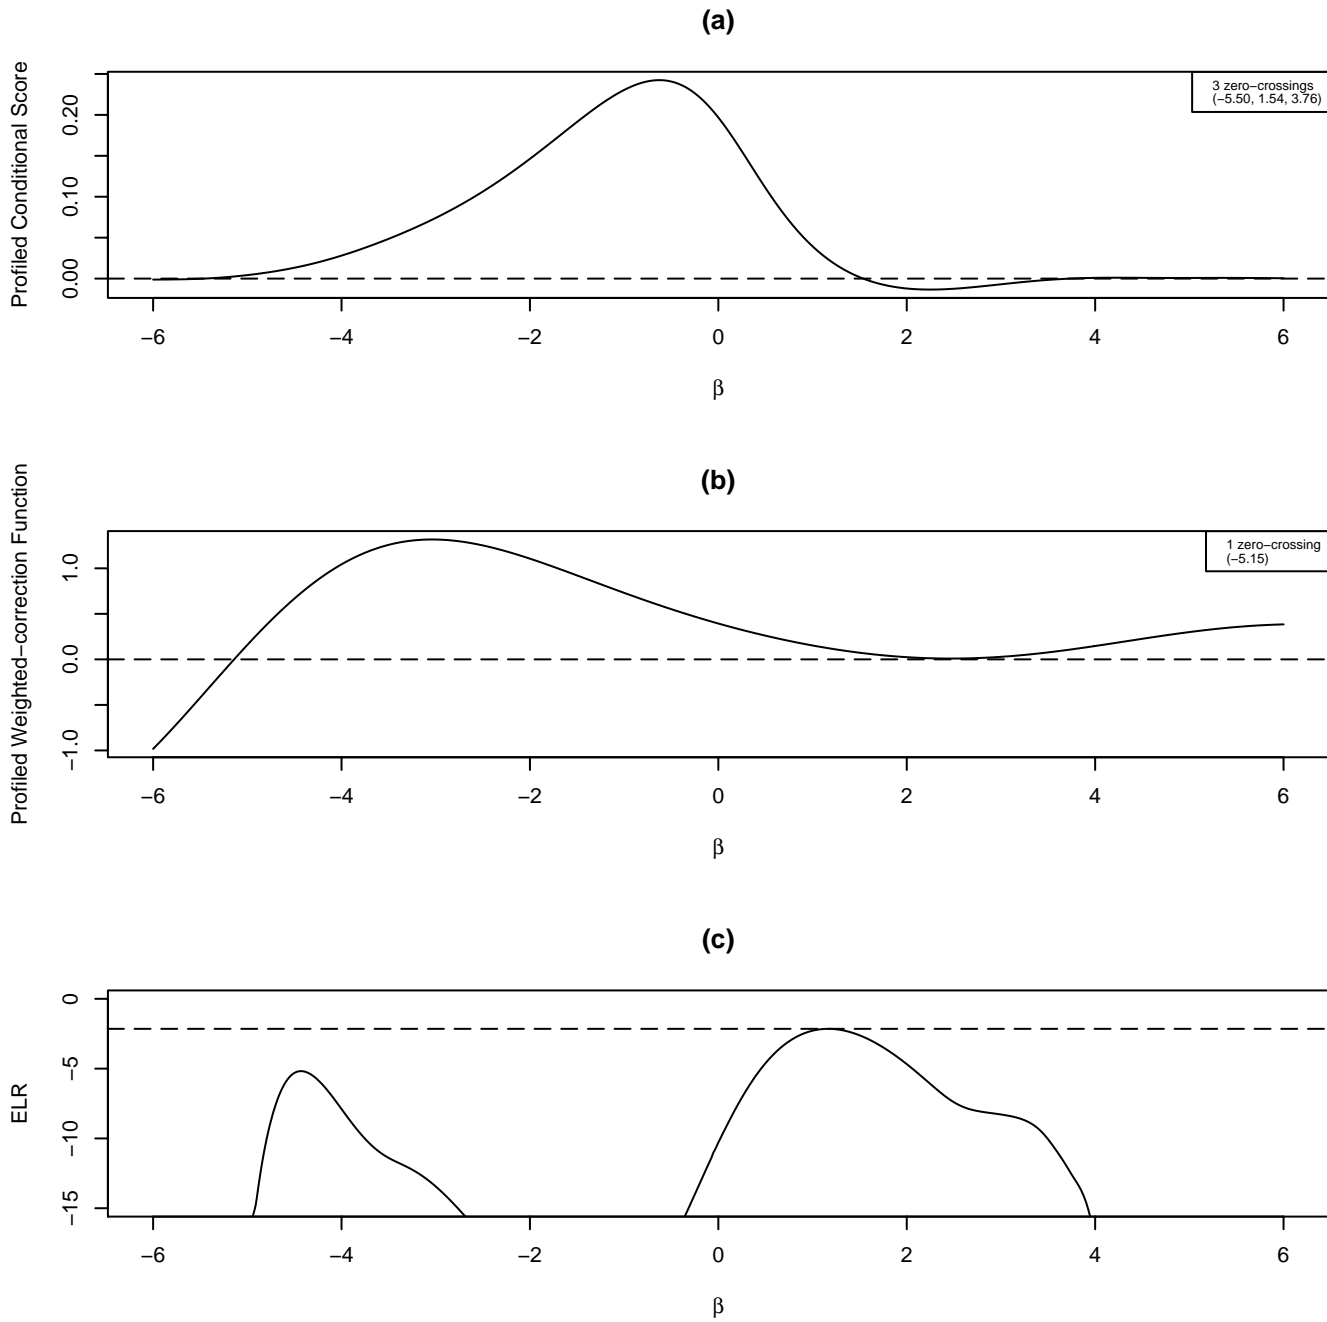 (a)
Profiled Conditional Score
0.00 0.10 0.20
3 zero−crossings
(−5.50, 1.54, 3.76)
−6 −4 −2 0 2 4 6
β
(b)
Profiled Weighted−correction Function
−1.0 0.0 1.0
1 zero−crossing
(−5.15)
−6 −4 −2 0 2 4 6
β
(c)
ELR
−15 −10 −5 0
−6 −4 −2 0 2 4 6
β